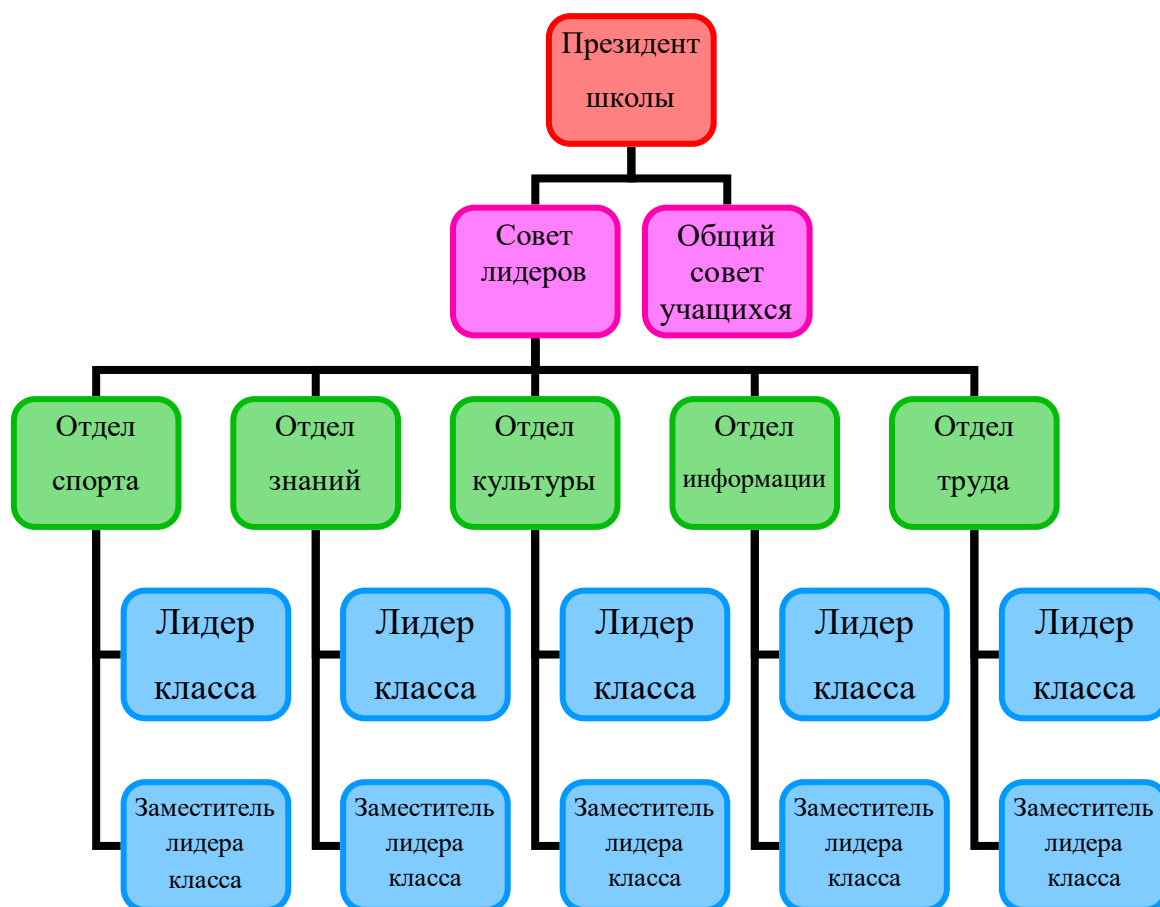 Президент
школы
Совет
лидеров
Общий
совет
учащихся
Отдел
спорта
Отдел
знаний
Отдел
культуры
Отдел
информации
Отдел
труда
Лидер
класса
Лидер
класса
Лидер
класса
Лидер
класса
Лидер
класса
Заместитель
лидера
класса
Заместитель
лидера
класса
Заместитель
лидера
класса
Заместитель
лидера
класса
Заместитель
лидера
класса